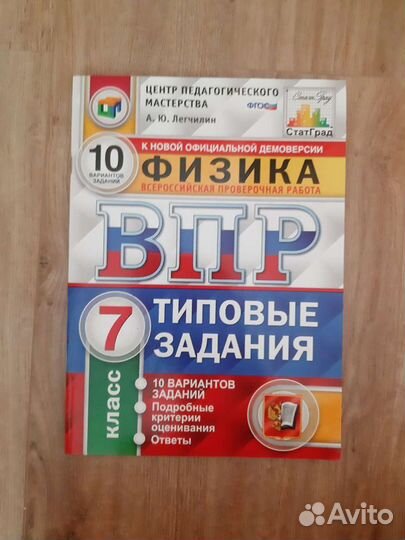 ЦЕНТР ПЕДАГОГИЧЕСКОГО
МАСТЕРСТВА
А. Ю. Легчилин
ФГОС
СтатГрад
СтатГрад
К НОВОЙ ОФИЦИАЛЬНОЙ ДЕМОВЕРСИИ
10
ВАРИАНТОВ
ЗАДАНИЙ
ФИЗИКА
ВСЕРОССИЙСКАЯ ПРОВЕРОЧНАЯ РАБОТА
ВПР
7
класс
ТИПОВЫЕ
ЗАДАНИЯ
10 ВАРИАНТОВ
ЗАДАНИЙ
Подробные
критерии
оценивания
Ответы
Avito